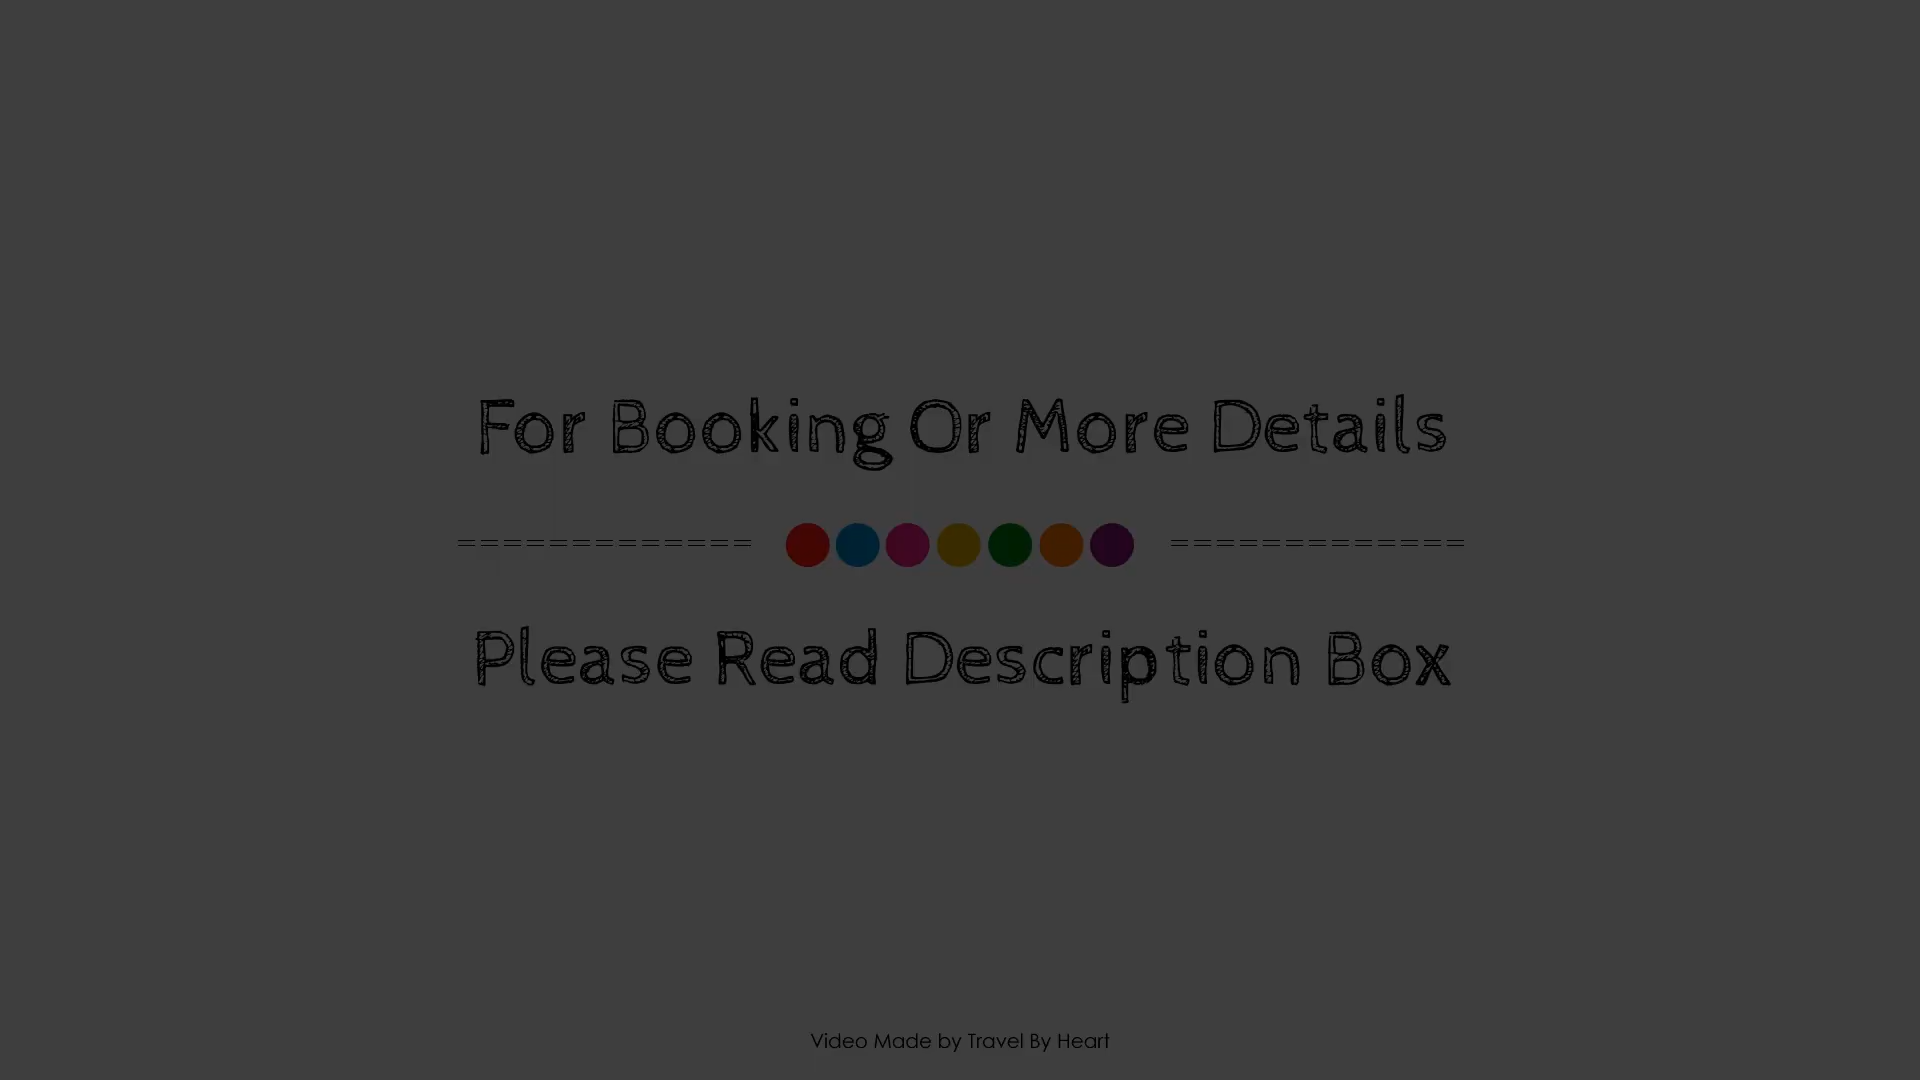 For Booking Or More Details
============= =============
Please Read Description Box
Video Made by Travel By Heart